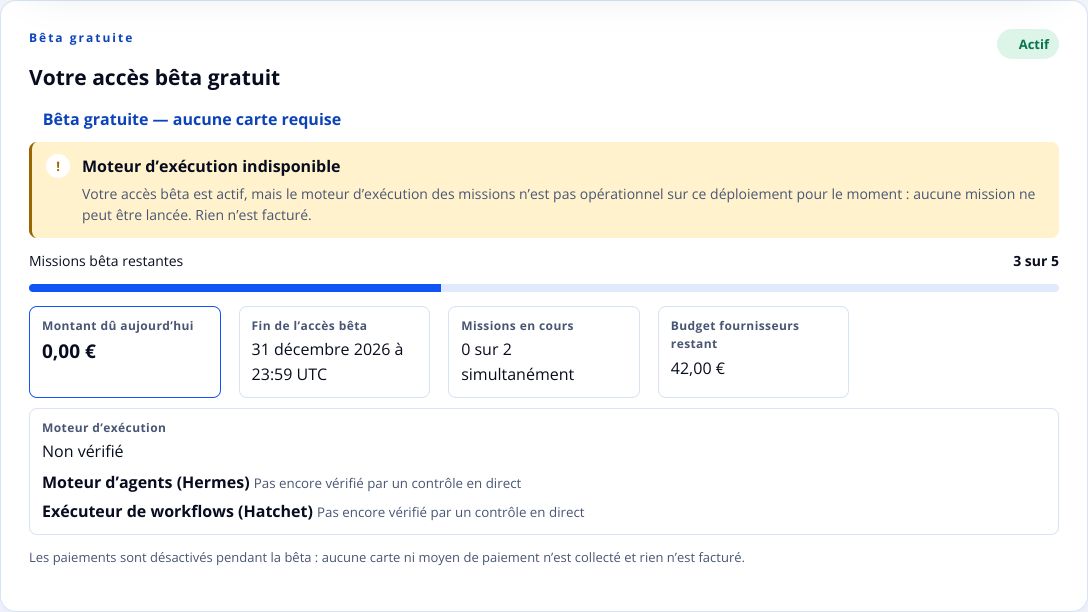 Bêta gratuite
Actif
Votre accès bêta gratuit
Bêta gratuite — aucune carte requise
!
Moteur d’exécution indisponible
Votre accès bêta est actif, mais le moteur d’exécution des missions n’est pas opérationnel sur ce déploiement pour le moment : aucune mission ne
peut être lancée. Rien n’est facturé.
Missions bêta restantes
3 sur 5
Montant dû aujourd’hui
0,00 €
Fin de l’accès bêta
31 décembre 2026 à
23:59 UTC
Missions en cours
0 sur 2
simultanément
Budget fournisseurs
restant
42,00 €
Moteur d’exécution
Non vérifié
Moteur d’agents (Hermes) Pas encore vérifié par un contrôle en direct
Exécuteur de workflows (Hatchet) Pas encore vérifié par un contrôle en direct
Les paiements sont désactivés pendant la bêta : aucune carte ni moyen de paiement n’est collecté et rien n’est facturé.